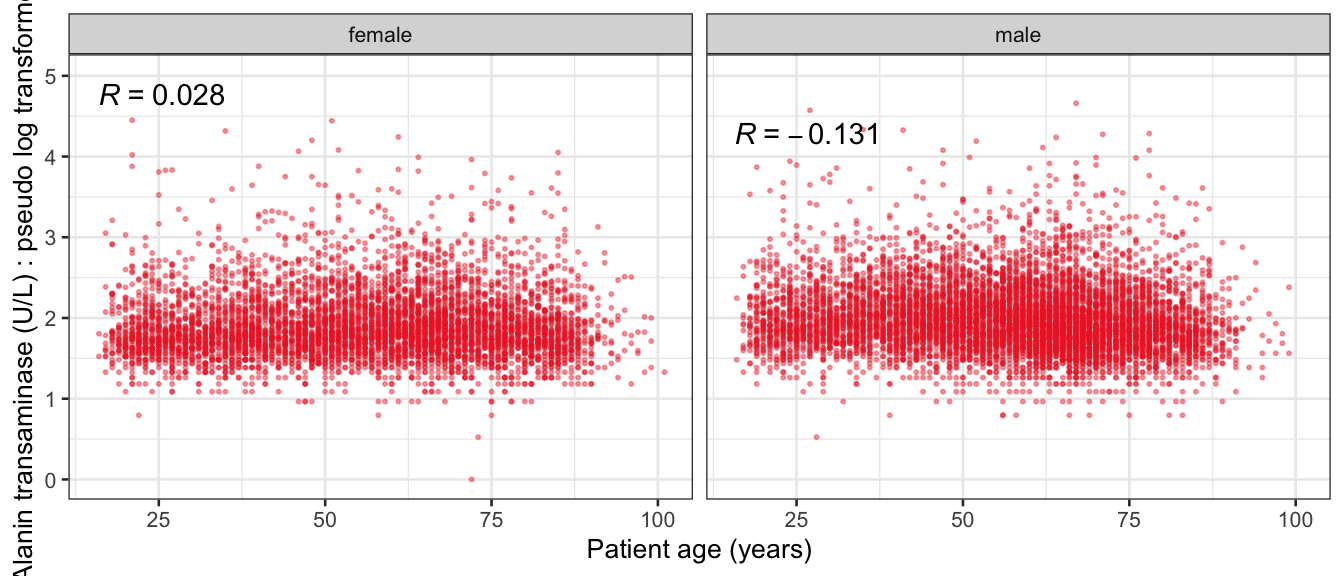 female
male
Alanin transaminase (U/L) : pseudo log transforme
5
4
3
2
1
0
R = 0.028
R = − 0.131
25
50
75
100
25
50
75
100
Patient age (years)